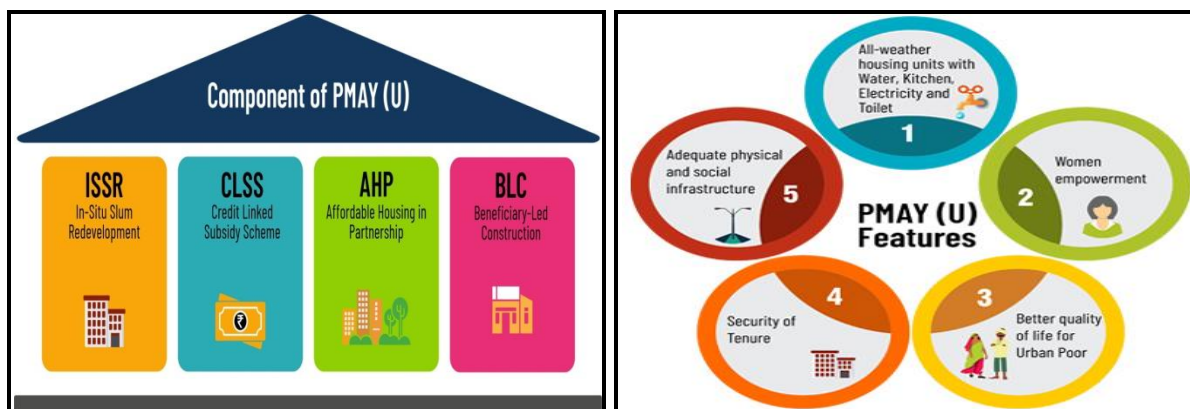 Component of PMAY (U)
ISSR
In-Situ Slum
Redevelopment
CLSS
Credit Linked
Subsidy Scheme
₹
AHP
Affordable Housing in
Partnership
BLC
Beneficiary-Led
Construction
All-weather
housing units with
Water, Kitchen,
Electricity and
Toilet
1
Women
empowerment
2
Better quality
of life for
Urban Poor
3
Security of
Tenure
4
Adequate physical
and social
infrastructure
5
PMAY (U)
Features